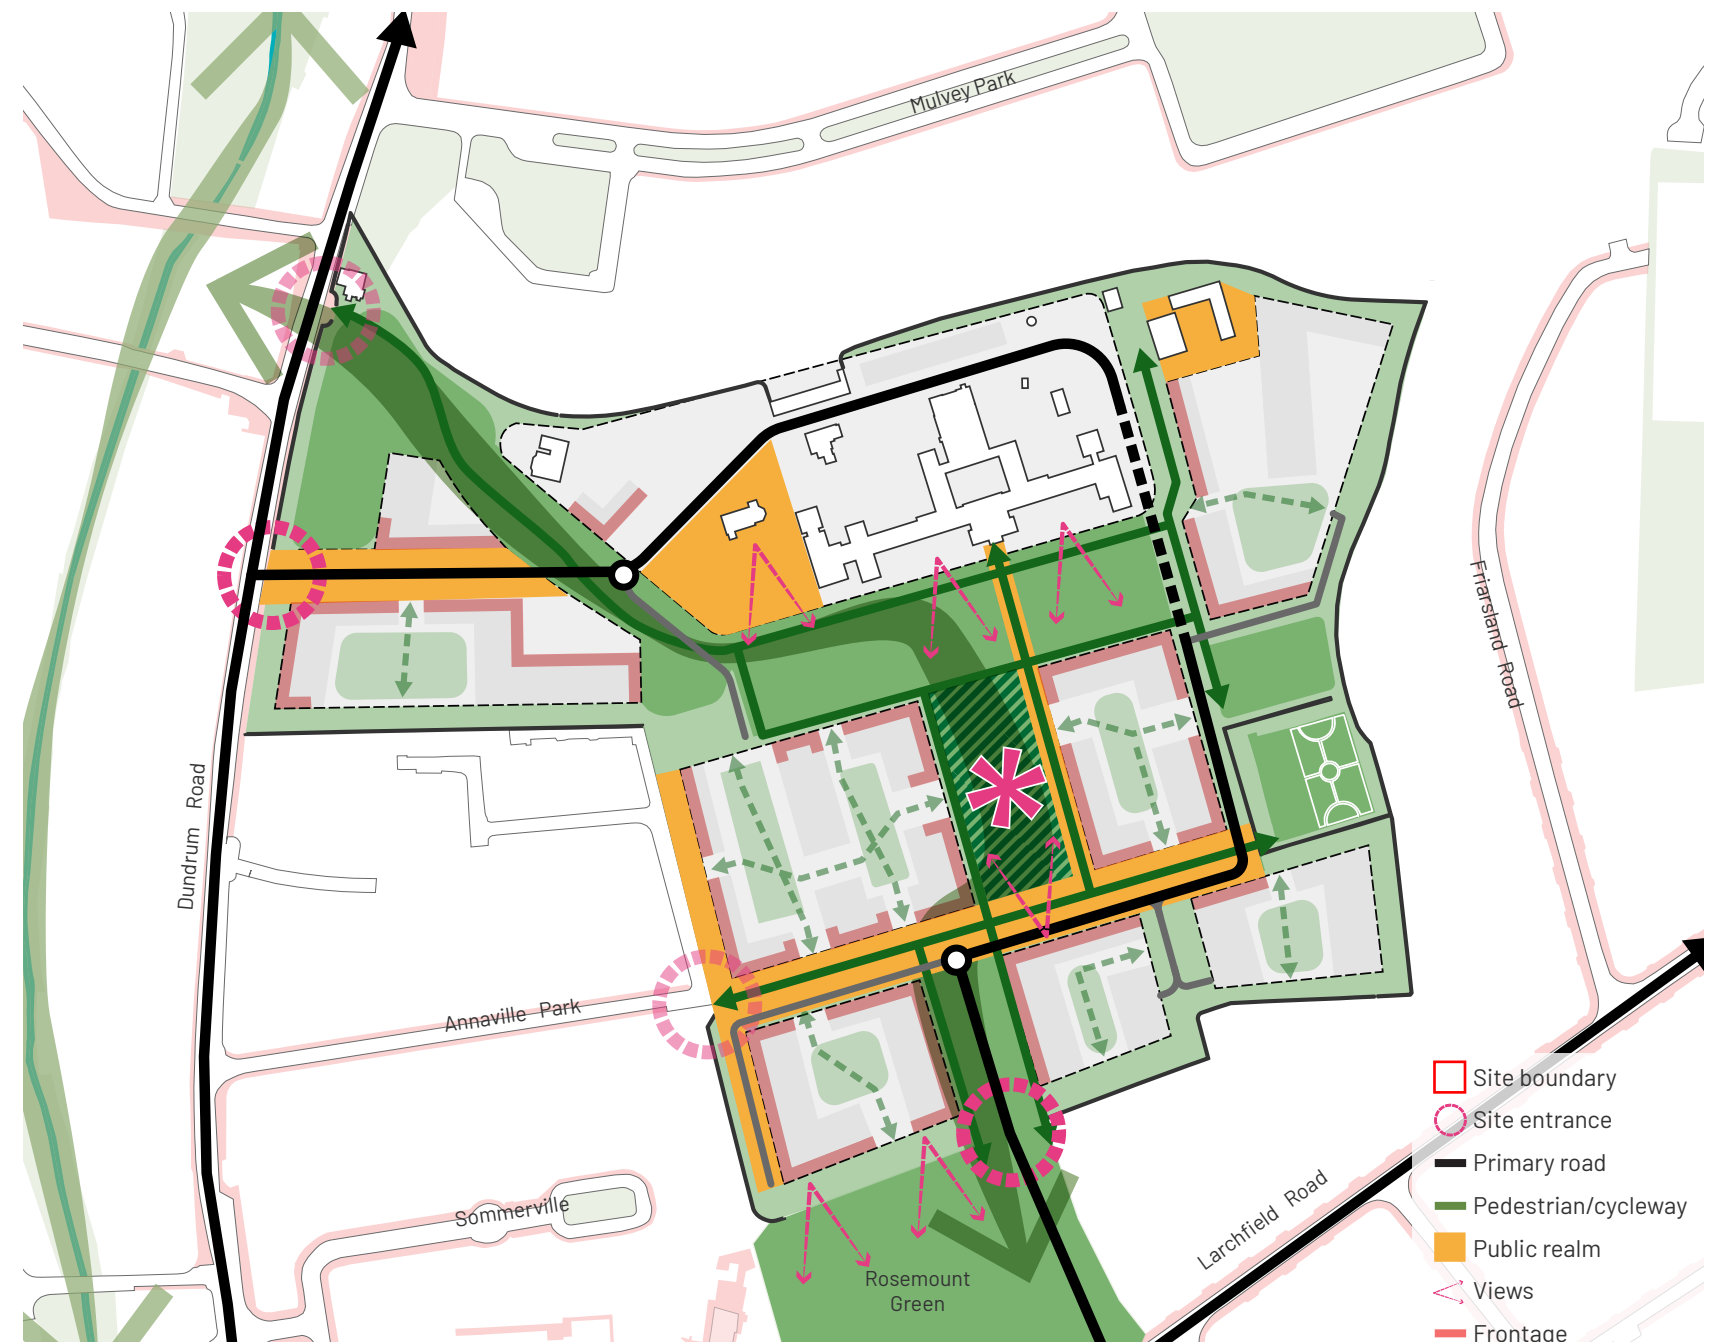 Mulvey Park
Friarsland Road
Dundrum Road
Annaville Park
Sommerville
Larchfield Road
Rosemount
Green
Site boundary
Site entrance
Primary road
Pedestrian/cycleway
Public realm
Views
Frontage